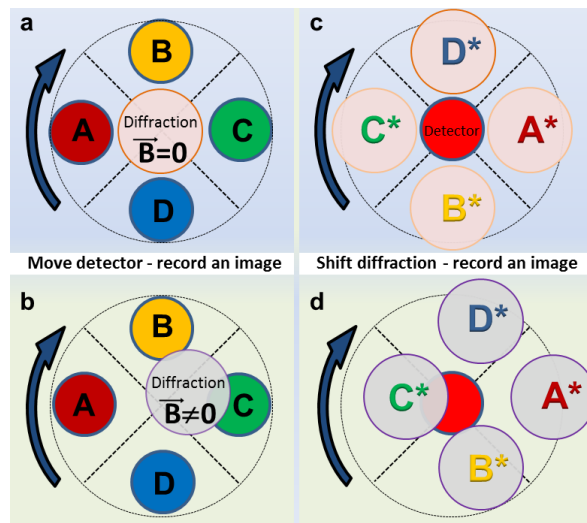 a
B
A
Diffraction
B=0
C
D
c
D*
C*
Detector
A*
B*
Move detector - record an image
Shift diffraction - record an image
b
B
A
Diffraction
B≠0
C
D
d
D*
C*
A*
B*